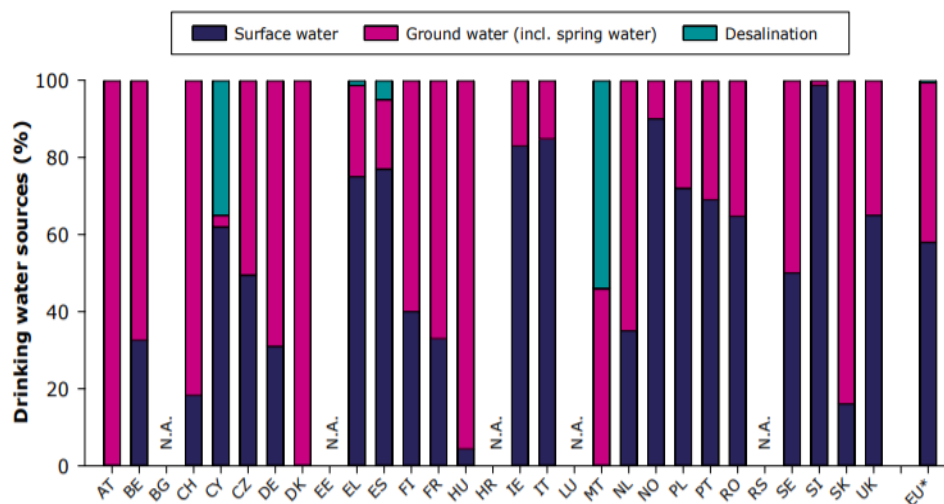 Surface water Ground water (incl. spring water) Desalination
Drinking water sources (%)
100
80
60
40
20
0
N.A. N.A. N.A. N.A. N.A.
AT BE BG CH CY CZ DE DK EE EL ES FI FR HU HR IE IT LU MT NL NO PL PT RO RS SE SI SK UK EU*